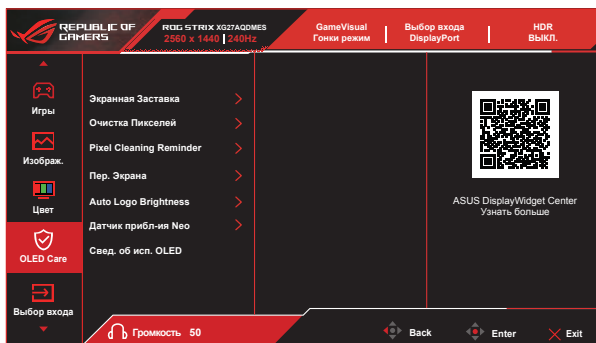 REPUBLIC OF
GAMERS
ROG STRIX XG27AQDMES
2560 x 1440 240Hz
GameVisual
Гонки режим
Выбор входа
DisplayPort
HDR
ВЫКЛ.
Игры
Изображ.
Цвет
OLED Care
Выбор входа
Экранная Заставка
Очистка Пикселей
Pixel Cleaning Reminder
Пер. Экрана
Auto Logo Brightness
Датчик прибл-ия Neo
Свед. об исп. OLED
ASUS DisplayWidget Center
Узнать больше
Громкость 50
Back
Enter
Exit